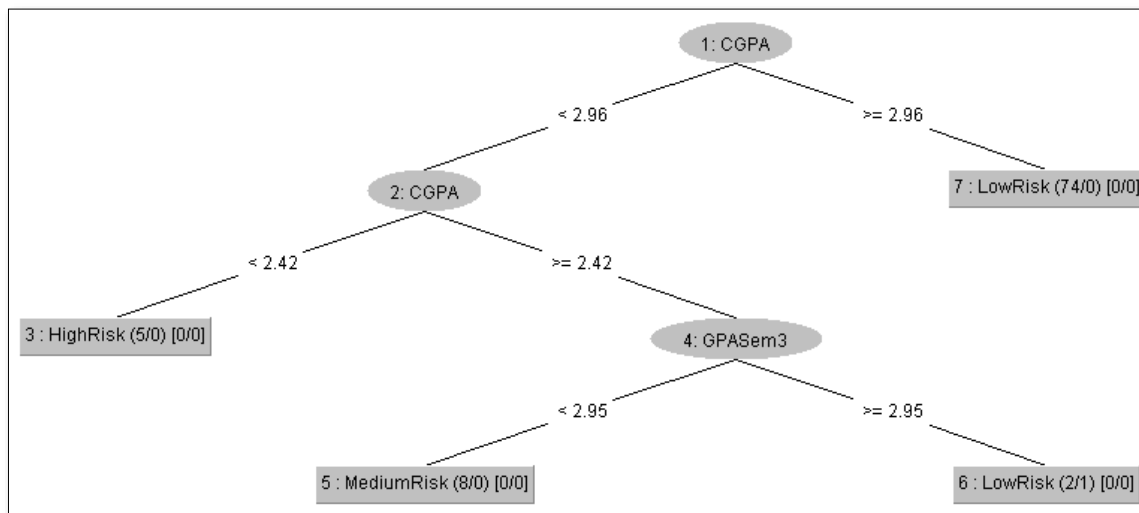 1: CGPA
< 2.96
>= 2.96
2: CGPA
7 : LowRisk (74/0) [0/0]
< 2.42
>= 2.42
3 : HighRisk (5/0) [0/0]
4: GPASem3
< 2.95
>= 2.95
5 : MediumRisk (8/0) [0/0]
6 : LowRisk (2/1) [0/0]